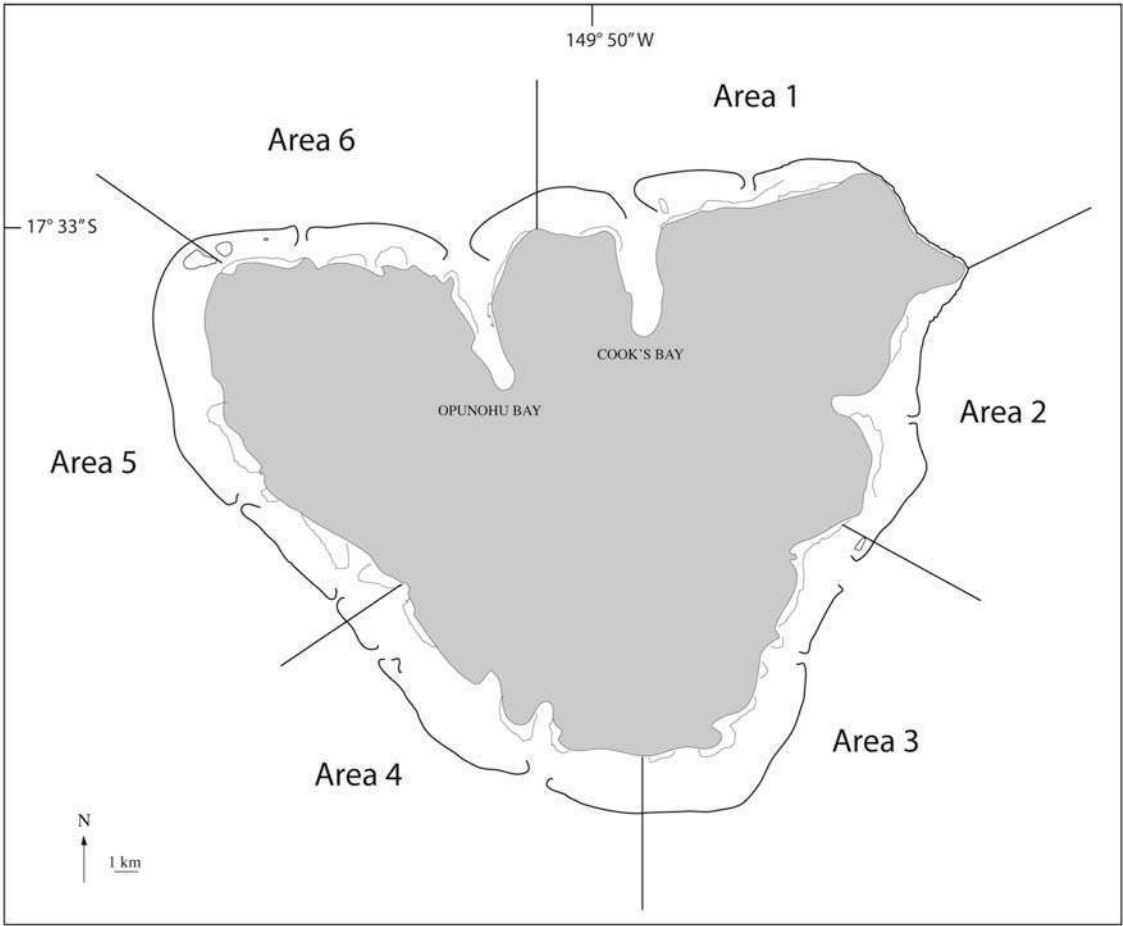 149° 50" W
Area 1
Area 6
17° 33" S
COOK'S BAY
OPUNOHU BAY
Area 2
Area 5
Area 3
Area 4
N
1 km